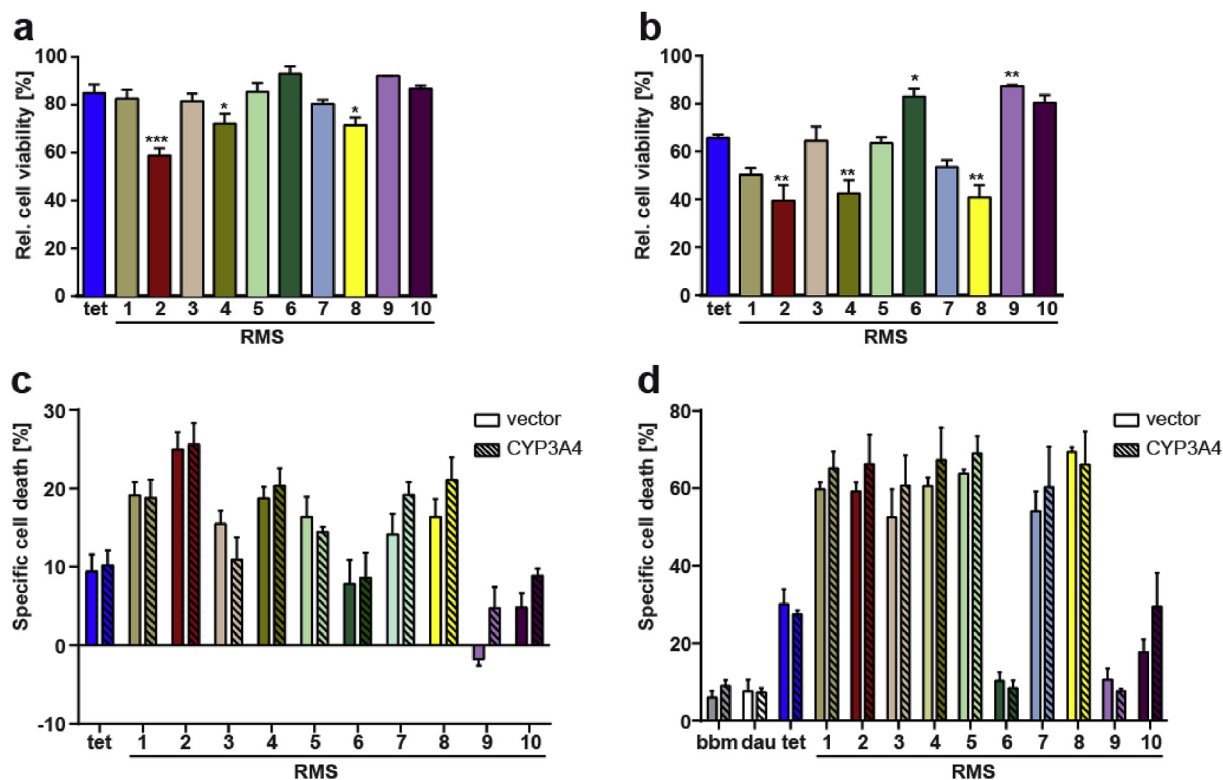 a
Rel. cell viability [%]
100
80
60
40
20
0
***
*
*
tet 1 2 3 4 5 6 7 8 9 10
RMS
b
Rel. cell viability [%]
100
80
60
40
20
0
**
**
*
**
**
tet 1 2 3 4 5 6 7 8 9 10
RMS
c
Specific cell death [%]
30
20
10
0
-10
vector
CYP3A4
tet 1 2 3 4 5 6 7 8 9 10
RMS
d
Specific cell death [%]
80
60
40
20
0
vector
CYP3A4
bbm dau tet 1 2 3 4 5 6 7 8 9 10
RMS